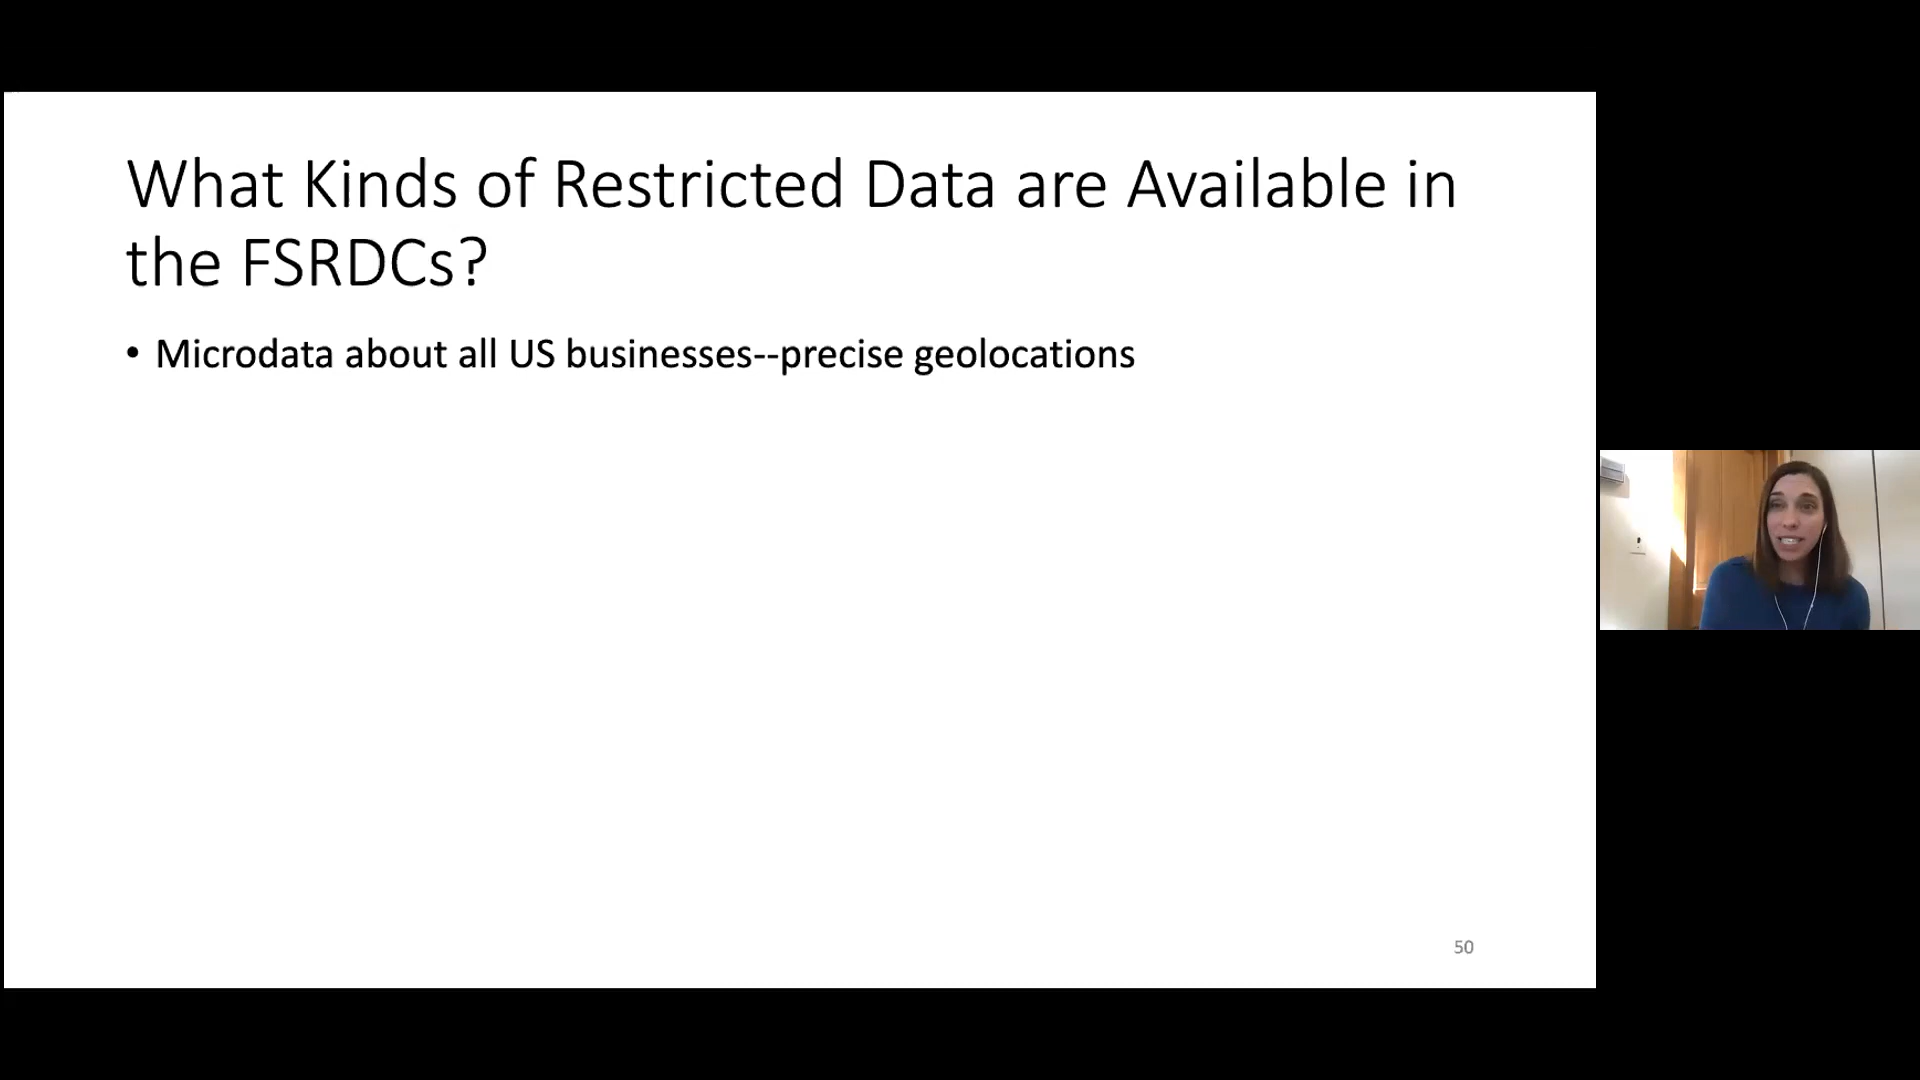 What Kinds of Restricted Data are Available in
the FSRDCs?
• Microdata about all US businesses--precise geolocations
50